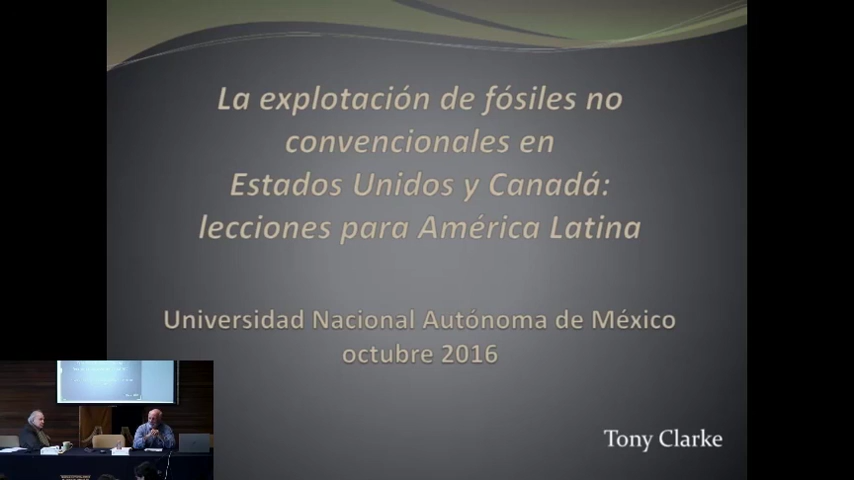 La explotación de fósiles no
convencionales en
Estados Unidos y Canadá:
lecciones para América Latina
Universidad Nacional Autónoma de México
octubre 2016
Tony Clarke